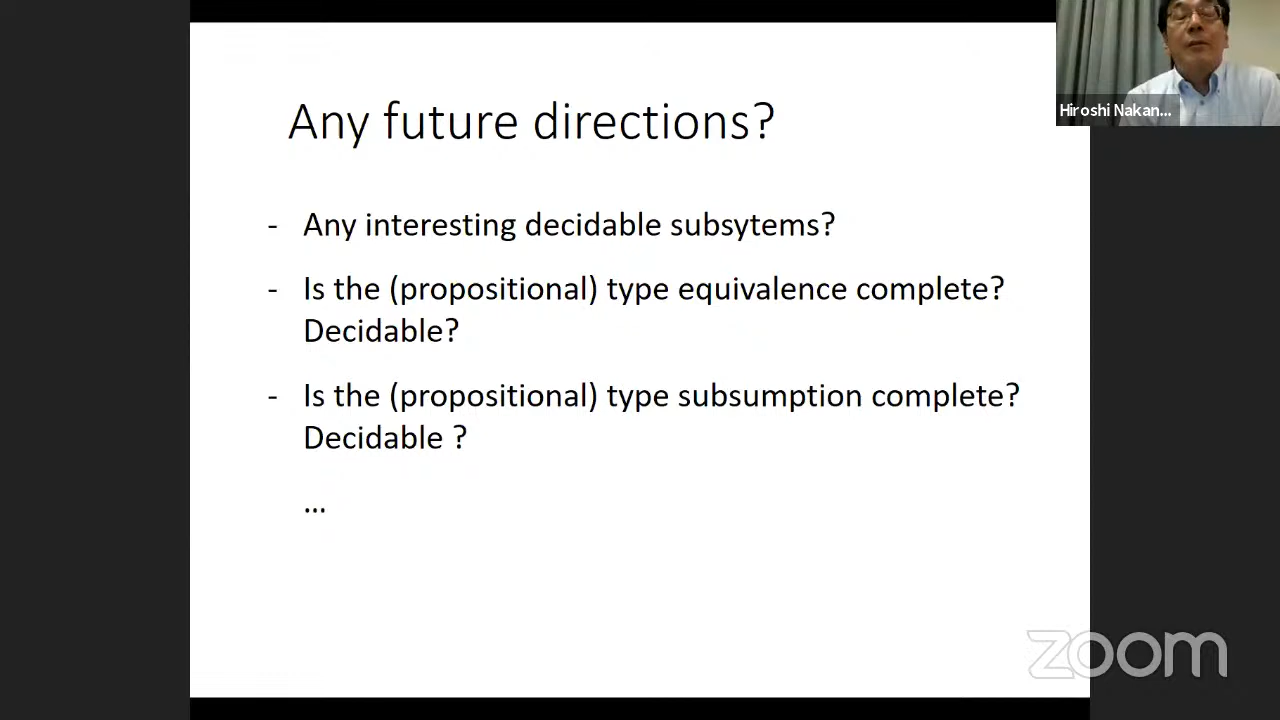 Hiroshi Nakan...
Any future directions?
- Any interesting decidable subsytems?
- Is the (propositional) type equivalence complete?
Decidable?
- Is the (propositional) type subsumption complete?
Decidable ?
...
zoom